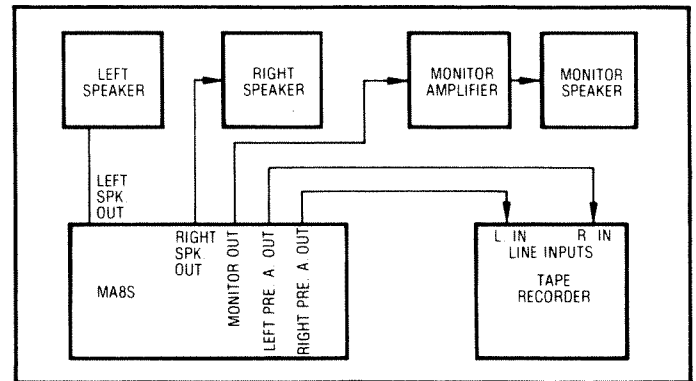 LEFT
SPEAKER
RIGHT
SPEAKER
MONITOR
AMPLIFIER
MONITOR
SPEAKER
LEFT
SPK.
OUT
RIGHT
SPK.
OUT
MONITOR OUT
LEFT PRE. A. OUT
RIGHT PRE. A. OUT
MA8S
L. IN R. IN
LINE INPUTS
TAPE
RECORDER